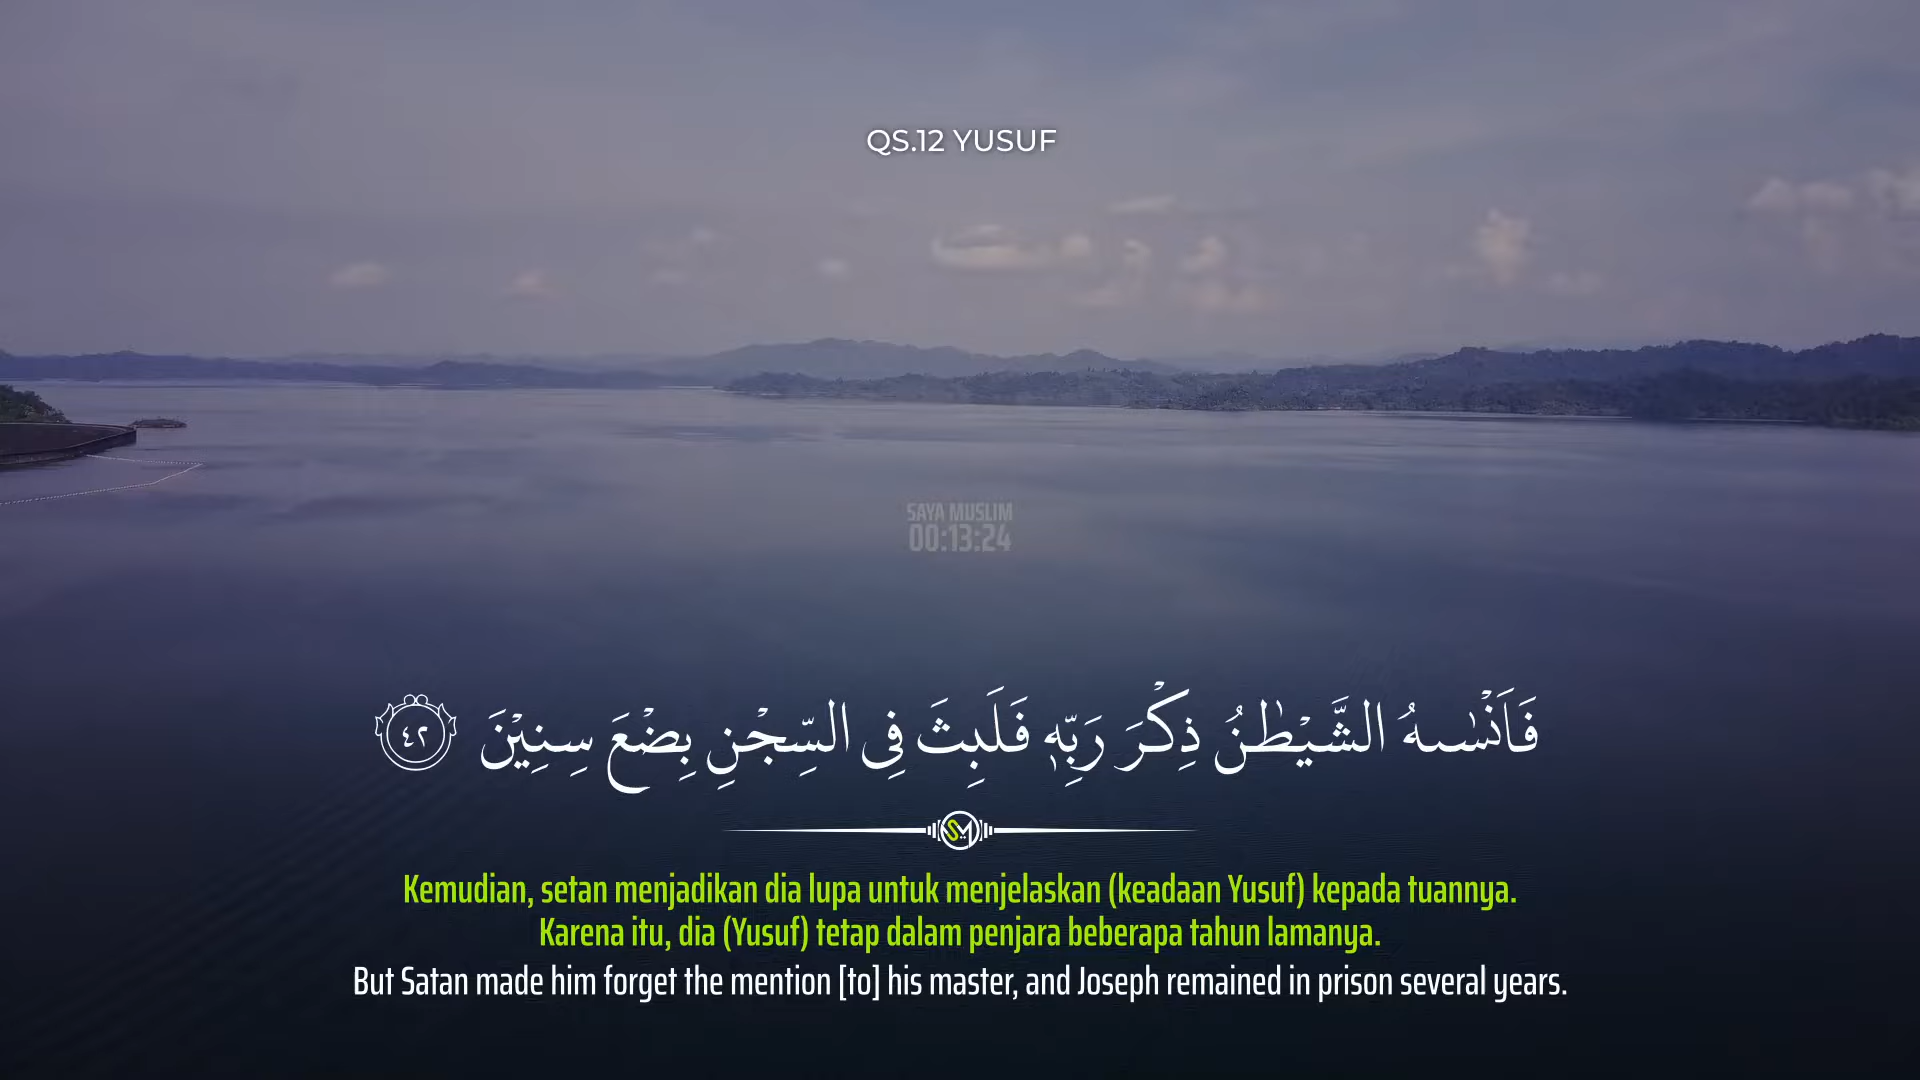 QS.12 YUSUF
SAYA MUSLIM
00:13:24
فَاَنْسٰىهُ الشَّيْطٰنُ ذِكْرَ رَبِّهٖ فَلَبِثَ فِى السِّجْنِ بِضْعَ سِنِيْنَ ٤٢
Kemudian, setan menjadikan dia lupa untuk menjelaskan (keadaan Yusuf) kepada tuannya.
Karena itu, dia (Yusuf) tetap dalam penjara beberapa tahun lamanya.
But Satan made him forget the mention [to] his master, and Joseph remained in prison several years.